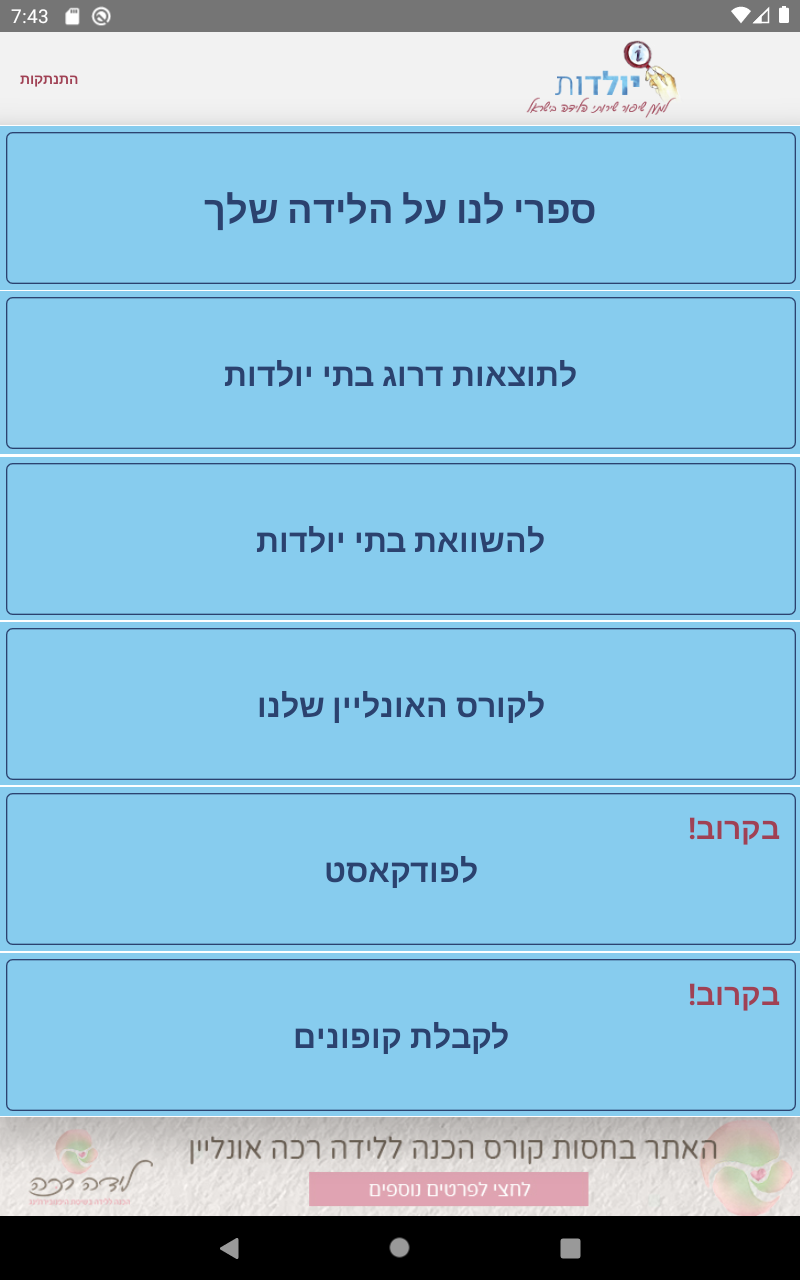 7:43
התנתקות
יולדות
למען שיפור שירותי הלידה בישראל
ספרי לנו על הלידה שלך
לתוצאות דרוג בתי יולדות
להשוואת בתי יולדות
לקורס האונליין שלנו
בקרוב!
לפודקאסט
בקרוב!
לקבלת קופונים
האתר בחסות קורס הכנה ללידה רכה אונליין
לחצי לפרטים נוספים
לידיה רכה